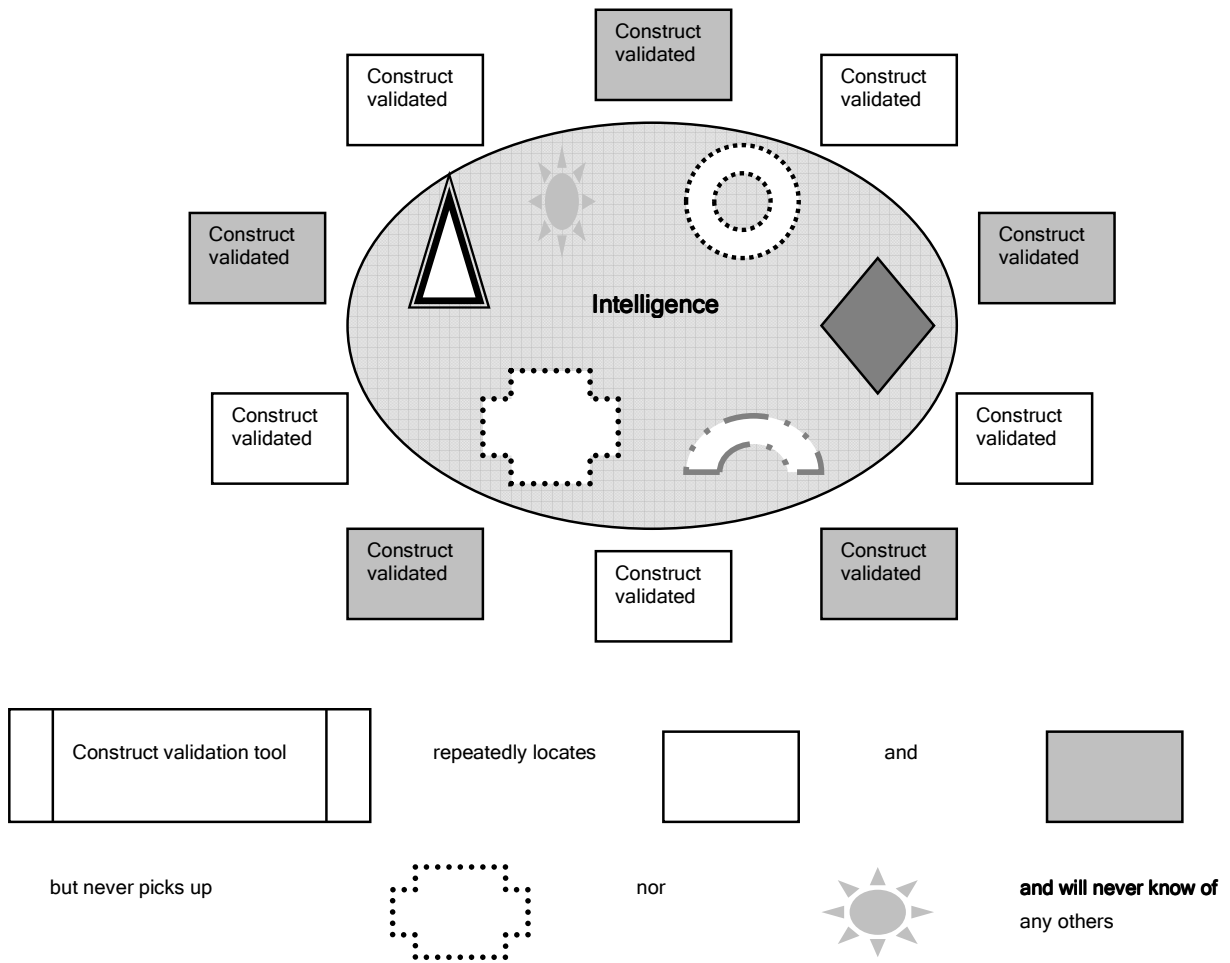 Construct
validated
Construct
validated
Construct
validated
Construct
validated
Construct
validated
Intelligence
Construct
validated
Construct
validated
Construct
validated
Construct
validated
Construct
validated
Construct
validated
Construction validation tool repeatedly locates and
but never picks up nor and will never know of
any others